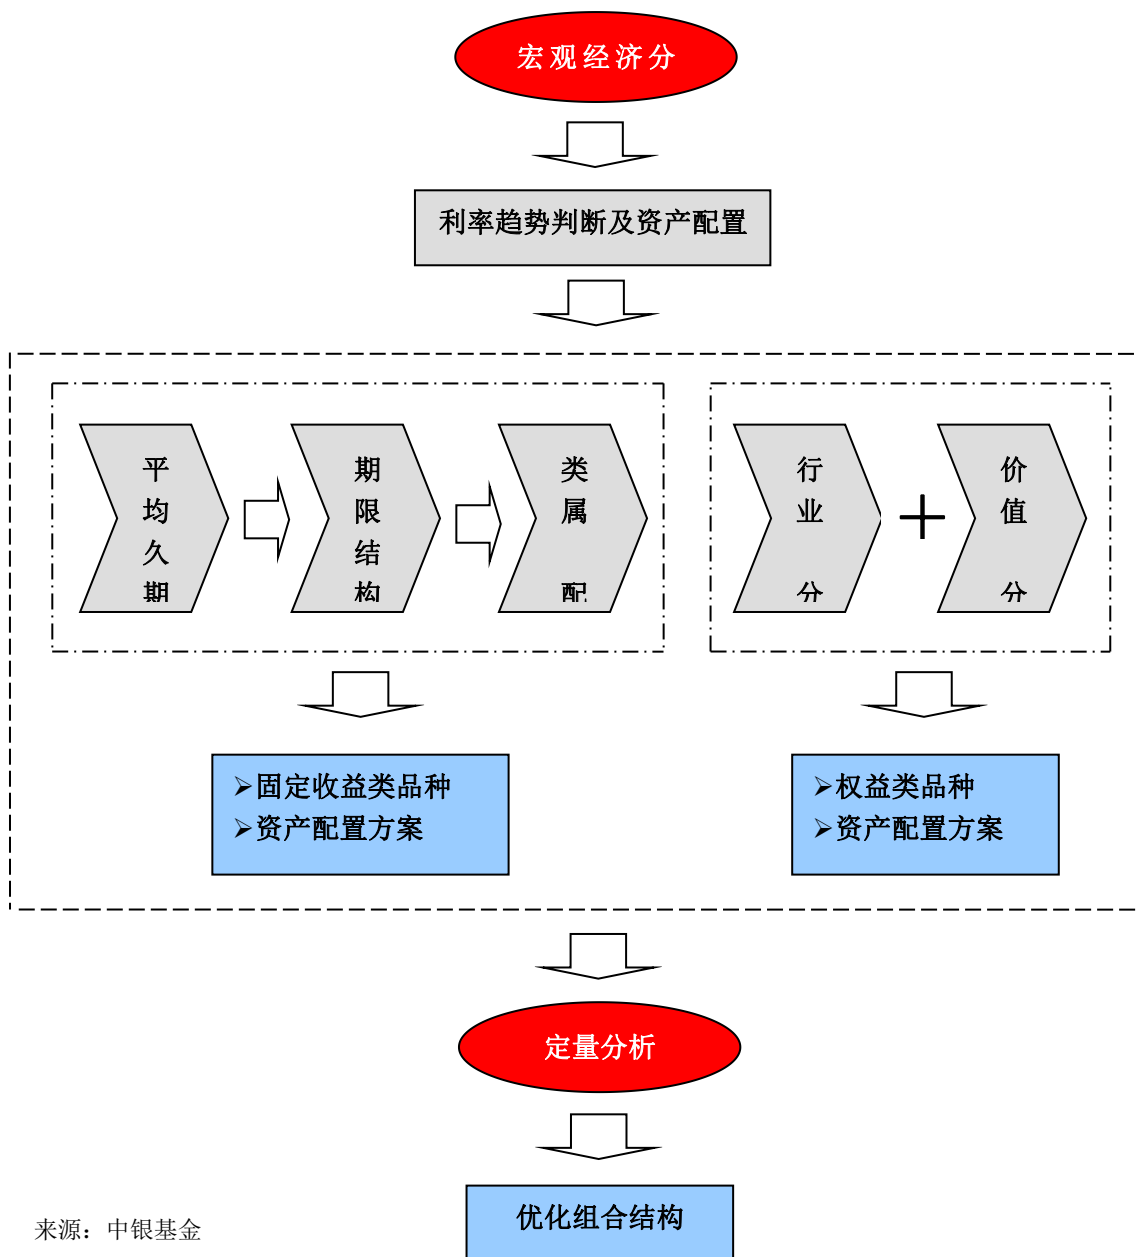 宏观经济分
利率趋势判断及资产配置
平均久期
期限结构
类属配
行业分
+
价值分
➢固定收益类品种
➢资产配置方案
➢权益类品种
➢资产配置方案
定量分析
优化组合结构
来源：中银基金